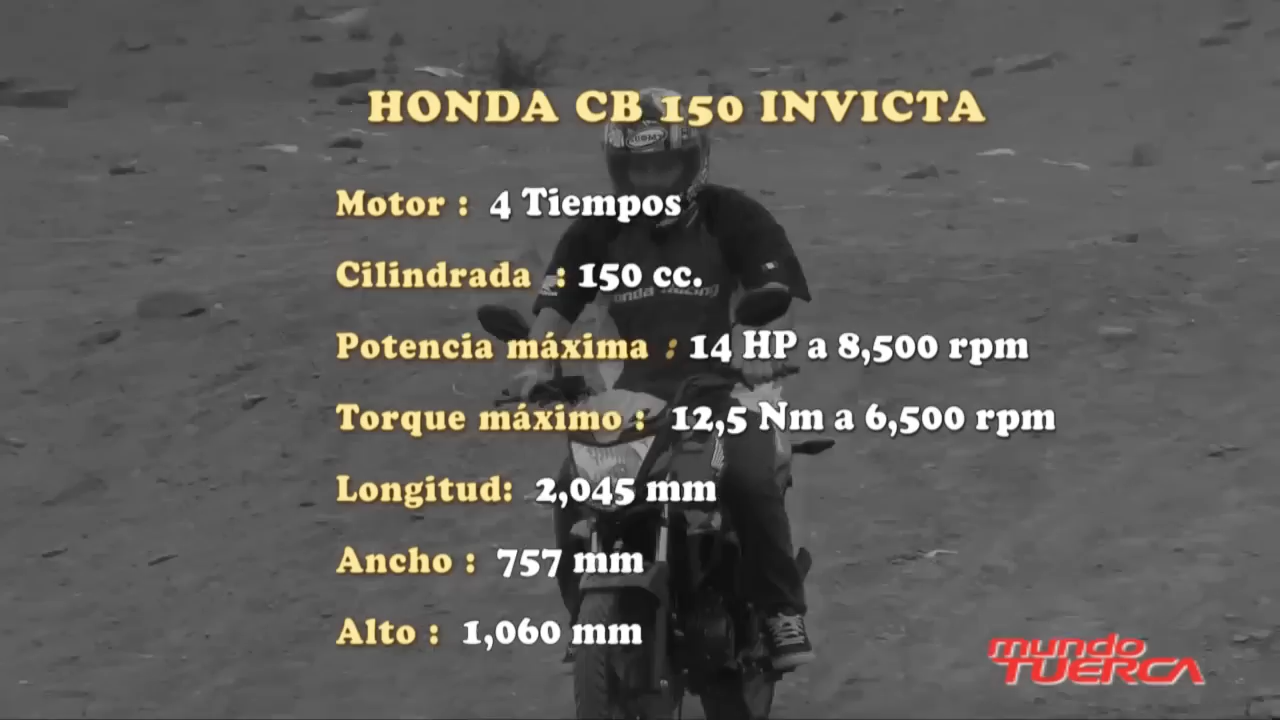 HONDA CB 150 INVICTA
Motor : 4 Tiempos
Cilindrada : 150 cc.
Potencia máxima : 14 HP a 8,500 rpm
Torque máximo : 12,5 Nm a 6,500 rpm
Longitud: 2,045 mm
Ancho : 757 mm
Alto : 1,060 mm
mundo
TUERCA